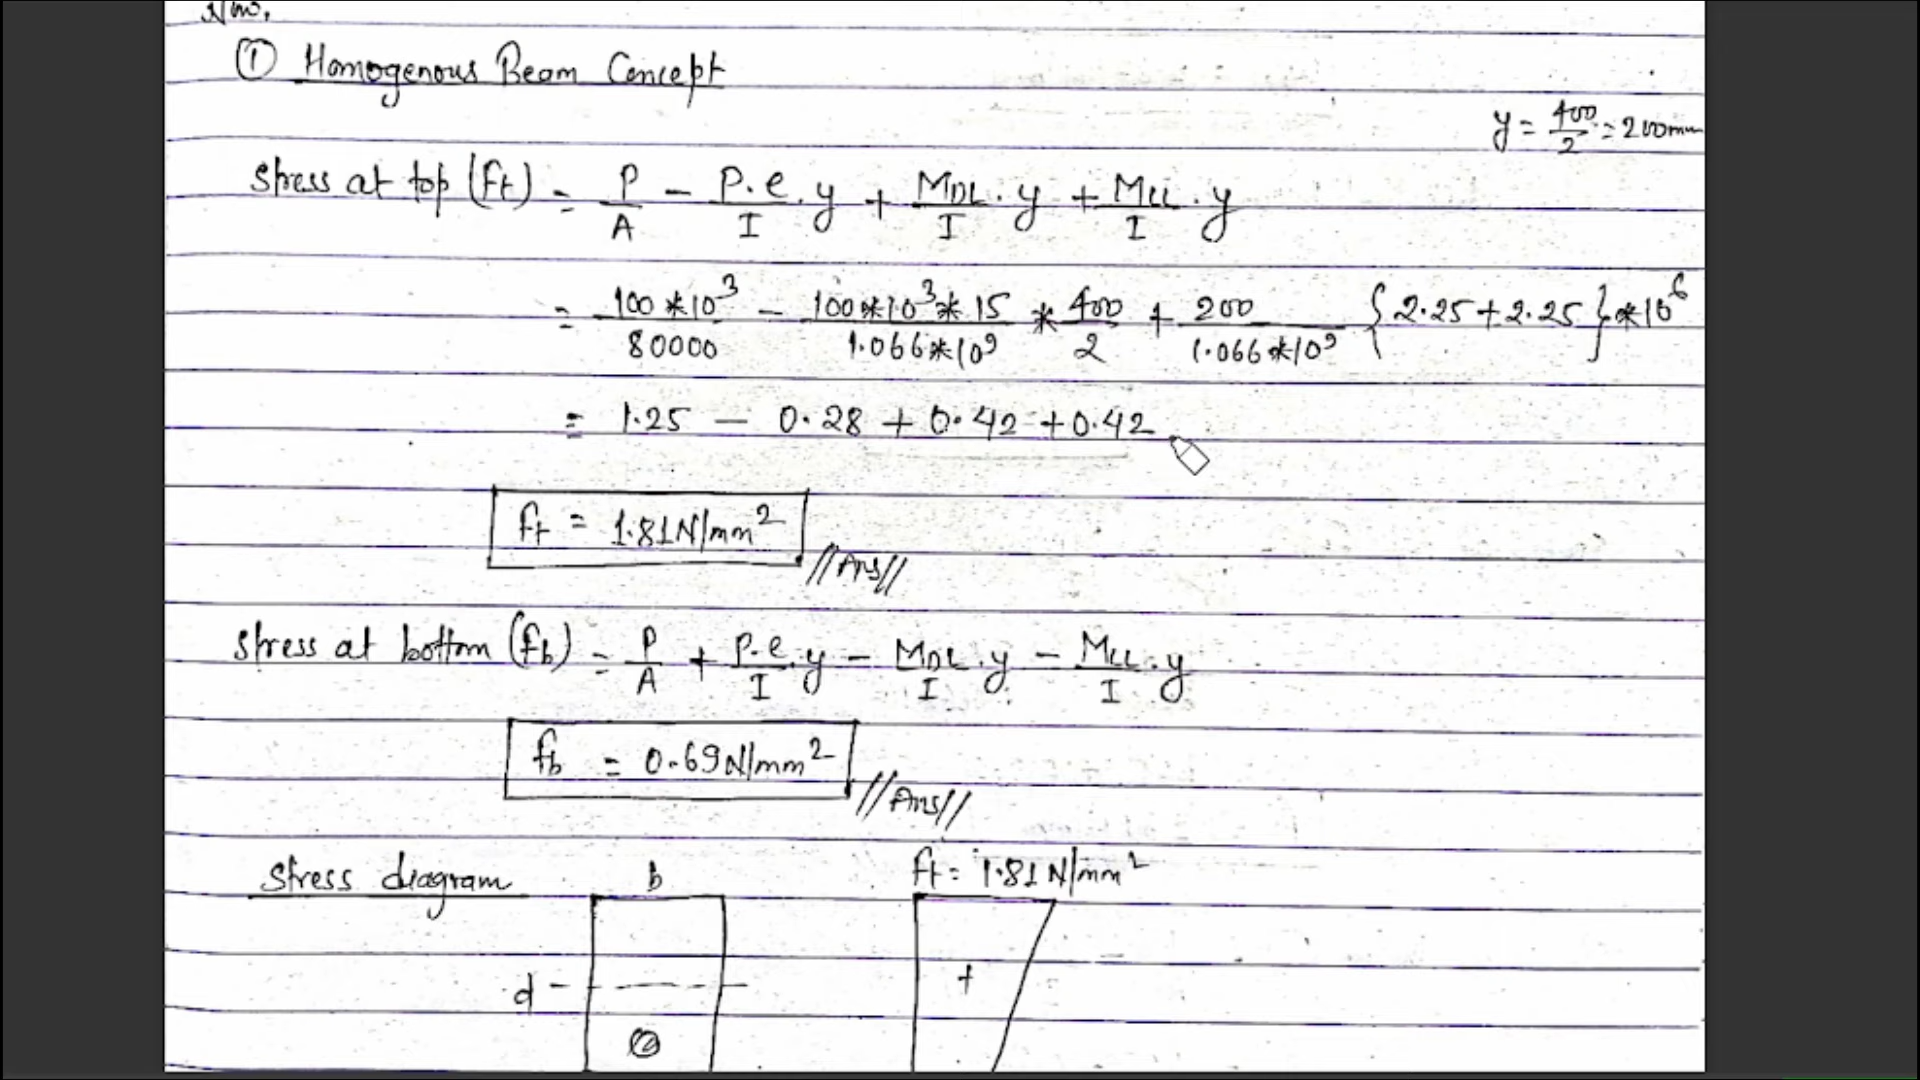 Now,
① Homogenous Beam Concept
y = 400/2 = 200mm
Stress at top (ft) = P/A - P.e/I . y + MDL/I . y + MLL/I . y
= 100*10³/80000 - 100*10³*15/1.066*10⁹ * 400/2 + 200/1.066*10⁹ {2.25+2.25}*10⁶
= 1.25 - 0.28 + 0.42 + 0.42
ft = 1.81N/mm²
//Ans//
Stress at bottom (fb) = P/A + P.e/I . y - MDL/I . y - MLL/I . y
fb = 0.69N/mm²
//Ans//
Stress diagram
b
ft = 1.81N/mm²
d
+